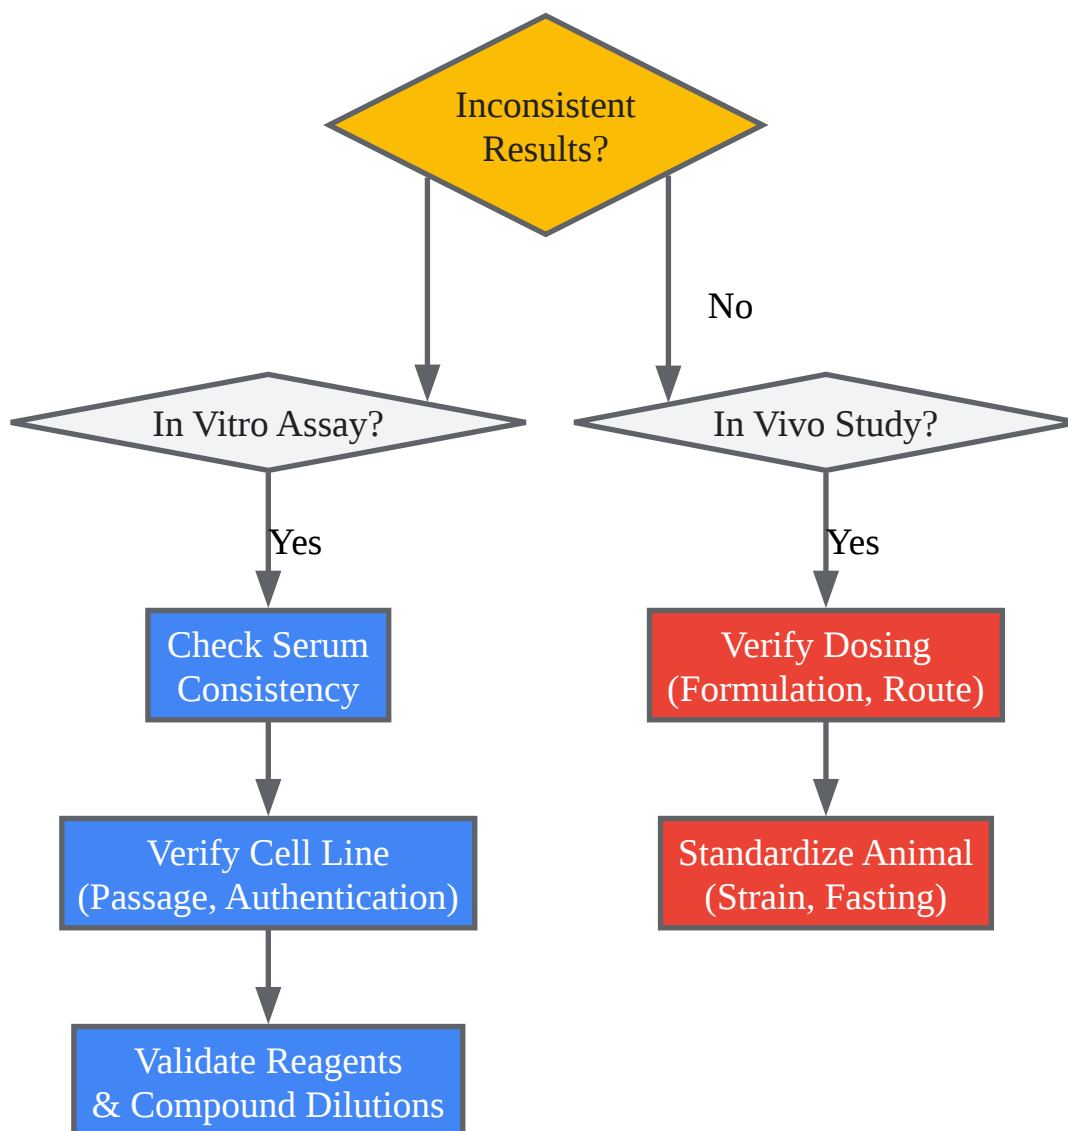 Inconsistent
Results?
No
In Vitro Assay?
In Vivo Study?
Yes
Yes
Check Serum
Consistency
Verify Dosing
(Formulation, Route)
Verify Cell Line
(Passage, Authentication)
Standardize Animal
(Strain, Fasting)
Validate Reagents
& Compound Dilutions